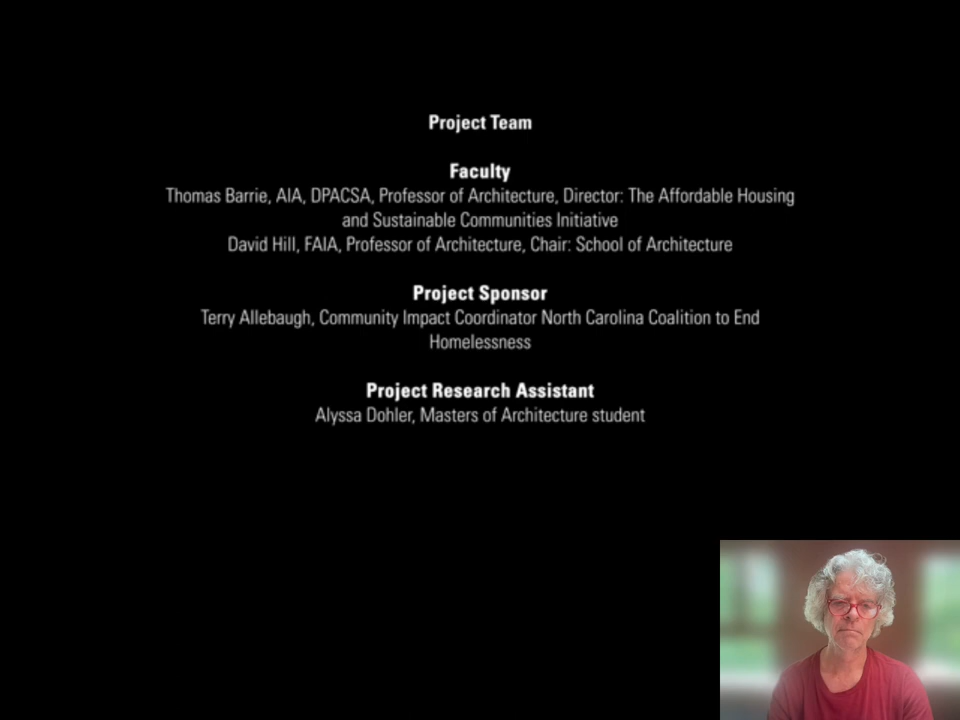 Project Team
Faculty
Thomas Barrie, AIA, DPACSA, Professor of Architecture, Director: The Affordable Housing
and Sustainable Communities Initiative
David Hill, FAIA, Professor of Architecture, Chair: School of Architecture
Project Sponsor
Terry Allebaugh, Community Impact Coordinator North Carolina Coalition to End
Homelessness
Project Research Assistant
Alyssa Dohler, Masters of Architecture student